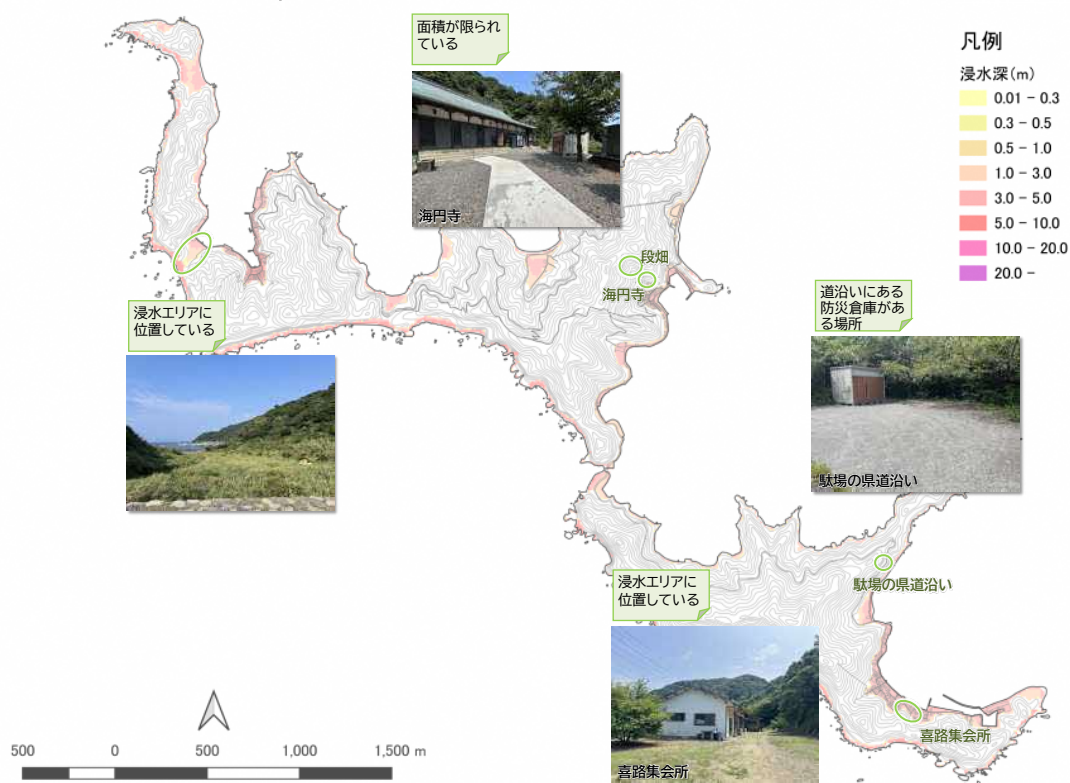 面積が限られ
ている
海円寺
凡例
浸水深(m)
0.01 - 0.3
0.3 - 0.5
0.5 - 1.0
1.0 - 3.0
3.0 - 5.0
5.0 - 10.0
10.0 - 20.0
20.0 -
段畑
海円寺
浸水エリアに
位置している
道沿いにある
防災倉庫があ
る場所
駄場の県道沿い
浸水エリアに
位置している
駄場の県道沿い
喜路集会所
喜路集会所
500 0 500 1,000 1,500 m